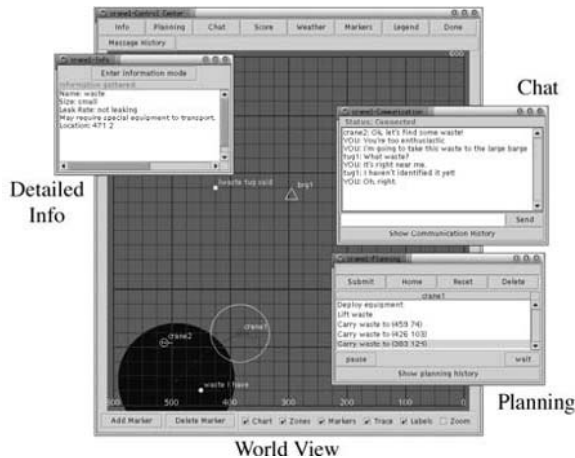 crane1-Control Center
Info Planning Chat Score Weather Markers Legend Done
Message History
600
crane1-Info
Enter information mode
Information gathered
Name: waste
Size: small
Leak Rate: not leaking
May require special equipment to transport.
Location: 471 2
Detailed
Info
Chat
crane1-Communication
Status: Connected
crane2: Ok, let's find some waste!
YOU: You're too enthusiastic
YOU: I'm going to take this waste to the large barge
tug1: What waste?
YOU: It's right near me.
tug1: I haven't identified it yet!
YOU: Oh, right.
Send
Show Communication History
waste tug said
brg1
crane1-Planning
Submit Home Reset Delete
crane1
Deploy equipment
Lift waste
Carry waste to (459 74)
Carry waste to (426 103)
Carry waste to (383 124)
pause wait
Show planning history
Planning
crane2
crane1
waste I have
600 500 400 300 200 100
Add Marker Delete Marker Chart Zones Markers Trace Labels Zoom
World View